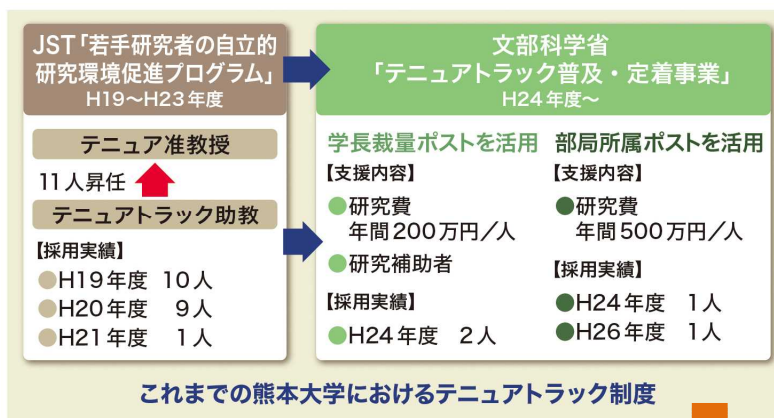 JST「若手研究者の自立的
研究環境促進プログラム」
H19〜H23年度
テニュア准教授
11人昇任
テニュアトラック助教
【採用実績】
●H19年度 10人
●H20年度 9人
●H21年度 1人
文部科学省
「テニュアトラック普及・定着事業」
H24年度〜
学長裁量ポストを活用
【支援内容】
●研究費
年間200万円／人
●研究補助者
【採用実績】
●H24年度 2人
部局所属ポストを活用
【支援内容】
●研究費
年間500万円／人
【採用実績】
●H24年度 1人
●H26年度 1人
これまでの熊本大学におけるテニュアトラック制度